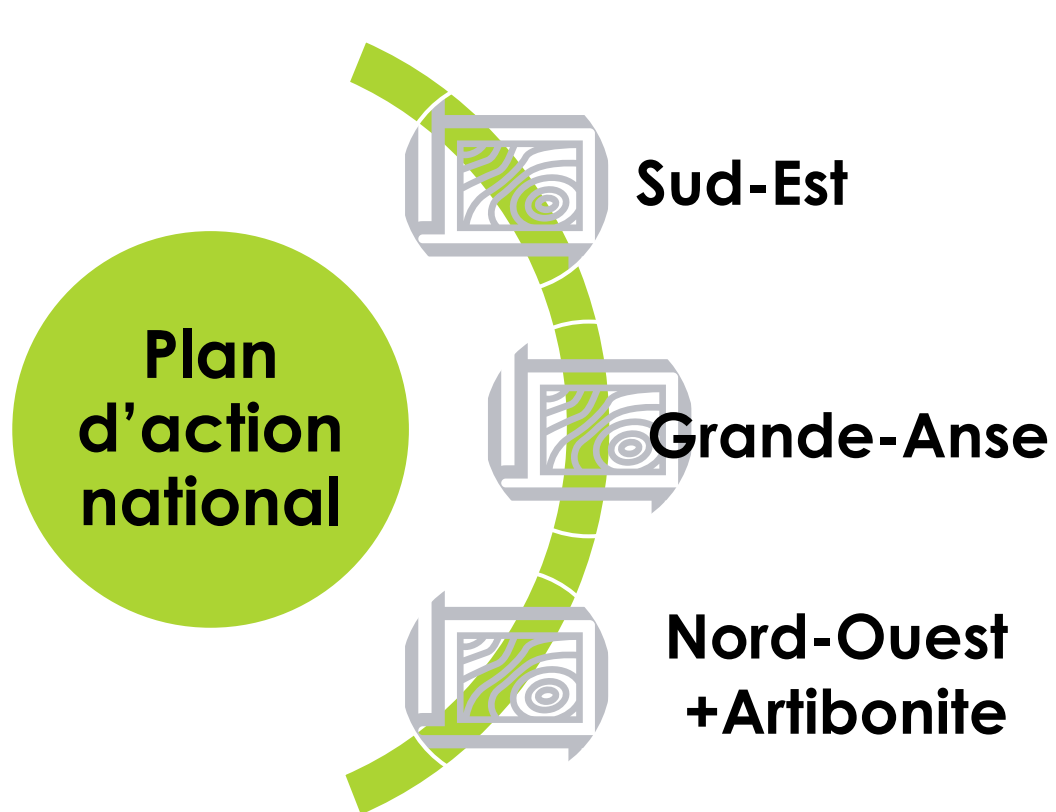 Plan
d’action
national
Sud-Est
Grande-Anse
Nord-Ouest
+Artibonite